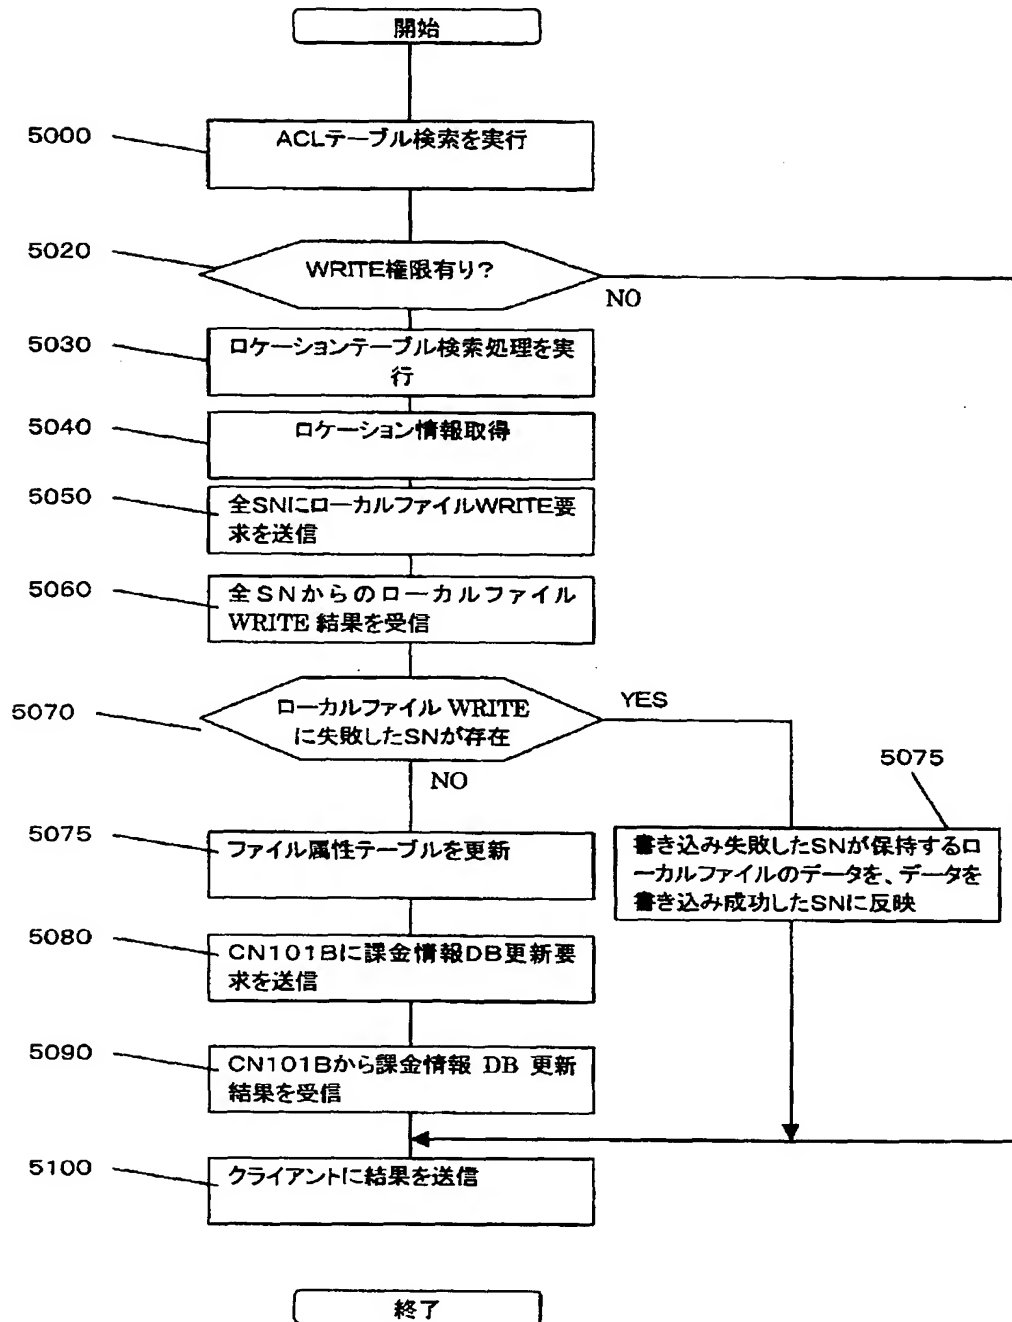 開始
5000
ACLテーブル検索を実行
5020
WRITE権限有り?
NO
5030
ロケーションテーブル検索処理を実
行
5040
ロケーション情報取得
5050
全SNにローカルファイルWRITE要
求を送信
5060
全SNからのローカルファイル
WRITE 結果を受信
5070
ローカルファイル WRITE
に失敗したSNが存在
YES
NO
5075
書き込み失敗したSNが保持するロ
ーカルファイルのデータを、データを
書き込み成功したSNに反映
5075
ファイル属性テーブルを更新
5080
CN101Bに課金情報DB更新要
求を送信
5090
CN101Bから課金情報 DB 更新
結果を受信
5100
クライアントに結果を送信
終了